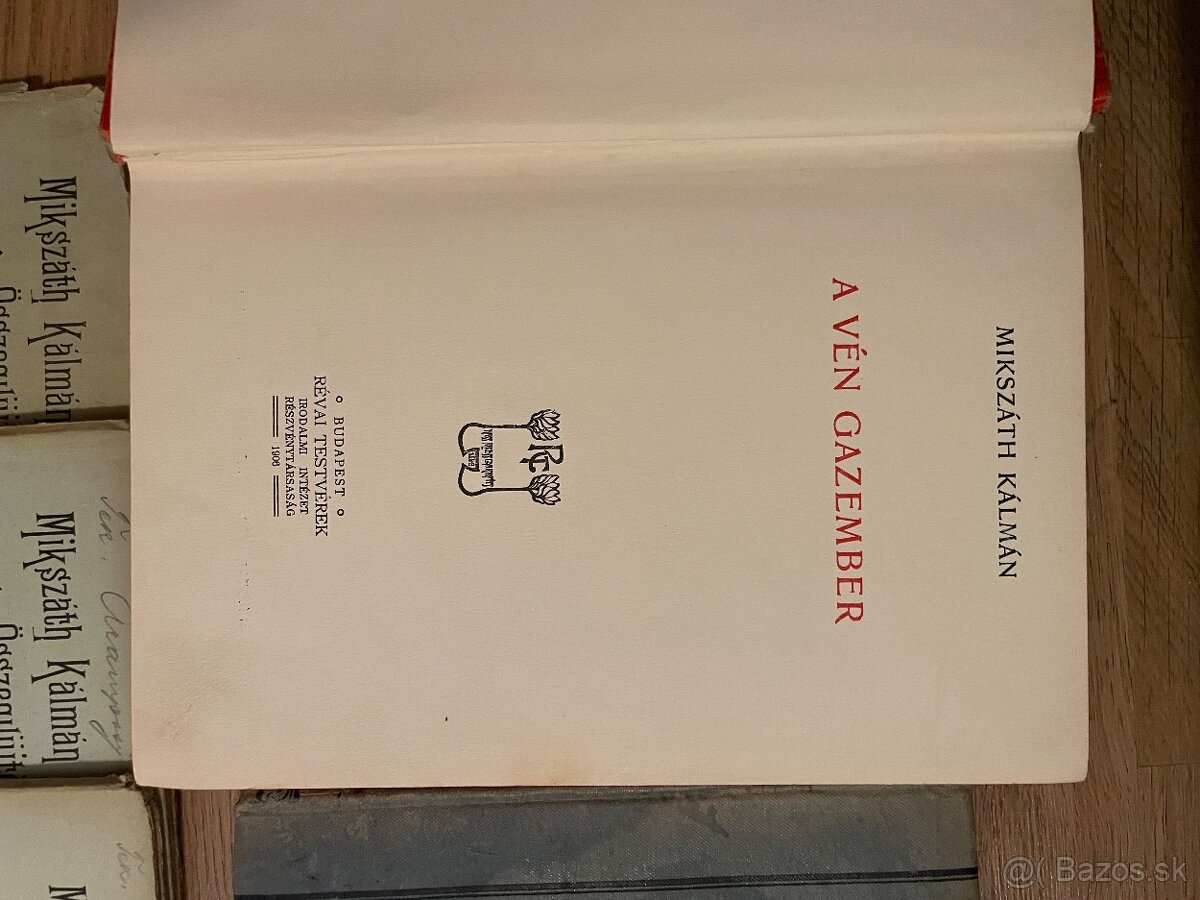 MIKSZÁTH KÁLMÁN
A VÉN GAZEMBER
° BUDAPEST °
RÉVAI TESTVÉREK
IRODALMI INTÉZET
RÉSZVÉNYTÁRSASÁG
1906
Mikszáth Kálmán
Mikszáth Kálmán
@( Bazos.sk